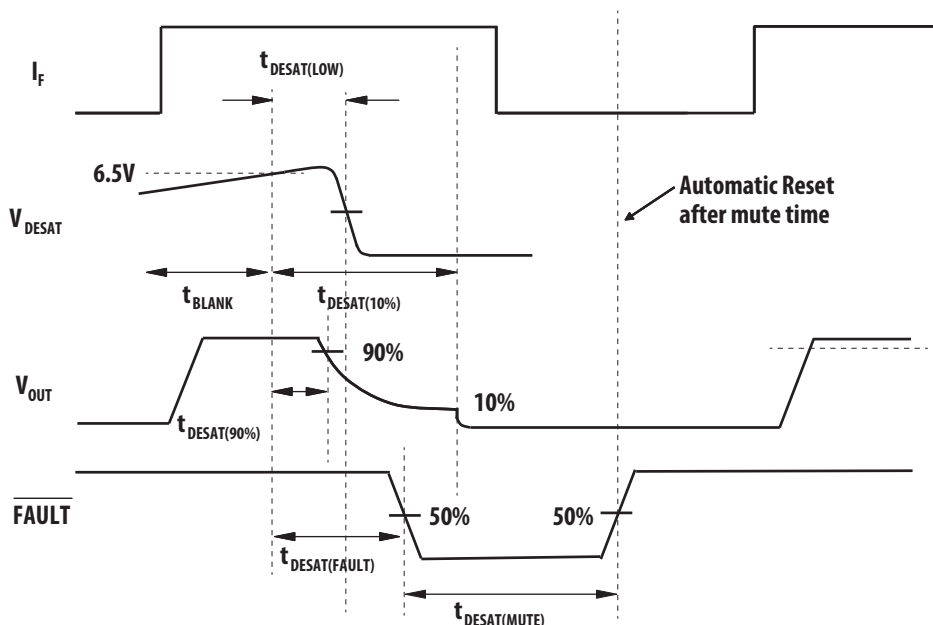 I_F
t_DESAT(LOW)
6.5V
V_DESAT
Automatic Reset
after mute time
t_BLANK
t_DESAT(10%)
90%
V_OUT
10%
t_DESAT(90%)
FAULT
50%
50%
t_DESAT(FAULT)
t_DESAT(MUTE)